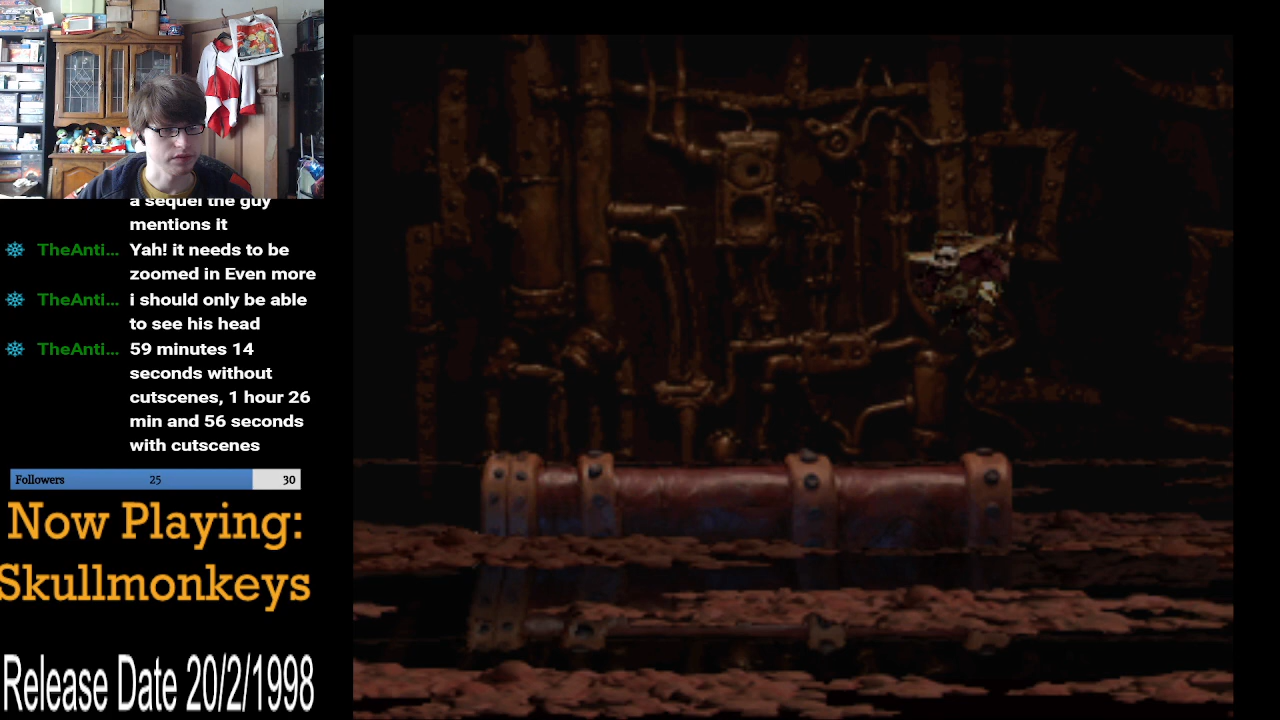 a sequel the guy
mentions it
TheAnti... Yah! it needs to be
zoomed in Even more
TheAnti... i should only be able
to see his head
TheAnti... 59 minutes 14
seconds without
cutscenes, 1 hour 26
min and 56 seconds
with cutscenes
Followers 25 30
Now Playing:
Skullmonkeys
Release Date 20/2/1998